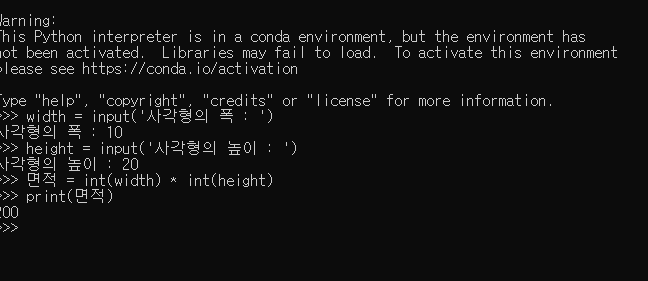 Warning:
This Python interpreter is in a conda environment, but the environment has
not been activated.  Libraries may fail to load.  To activate this environment
please see https://conda.io/activation
Type "help", "copyright", "credits" or "license" for more information.
>>> width = input('사각형의 폭 : ')
사각형의 폭 : 10
>>> height = input('사각형의 높이 : ')
사각형의 높이 : 20
>>> 면적 = int(width) * int(height)
>>> print(면적)
200
>>>